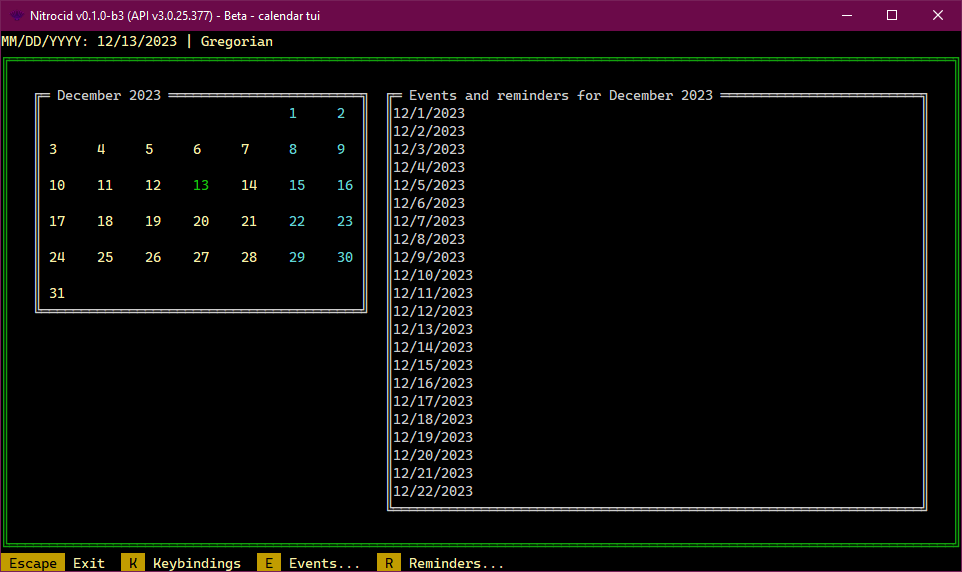 Nitrocid v0.1.0-b3 (API v3.0.25.377) - Beta - calendar tui
MM/DD/YYYY: 12/13/2023 | Gregorian
December 2023
1 2
3 4 5 6 7 8 9
10 11 12 13 14 15 16
17 18 19 20 21 22 23
24 25 26 27 28 29 30
31
Events and reminders for December 2023
12/1/2023
12/2/2023
12/3/2023
12/4/2023
12/5/2023
12/6/2023
12/7/2023
12/8/2023
12/9/2023
12/10/2023
12/11/2023
12/12/2023
12/13/2023
12/14/2023
12/15/2023
12/16/2023
12/17/2023
12/18/2023
12/19/2023
12/20/2023
12/21/2023
12/22/2023
Escape Exit K Keybindings E Events... R Reminders...